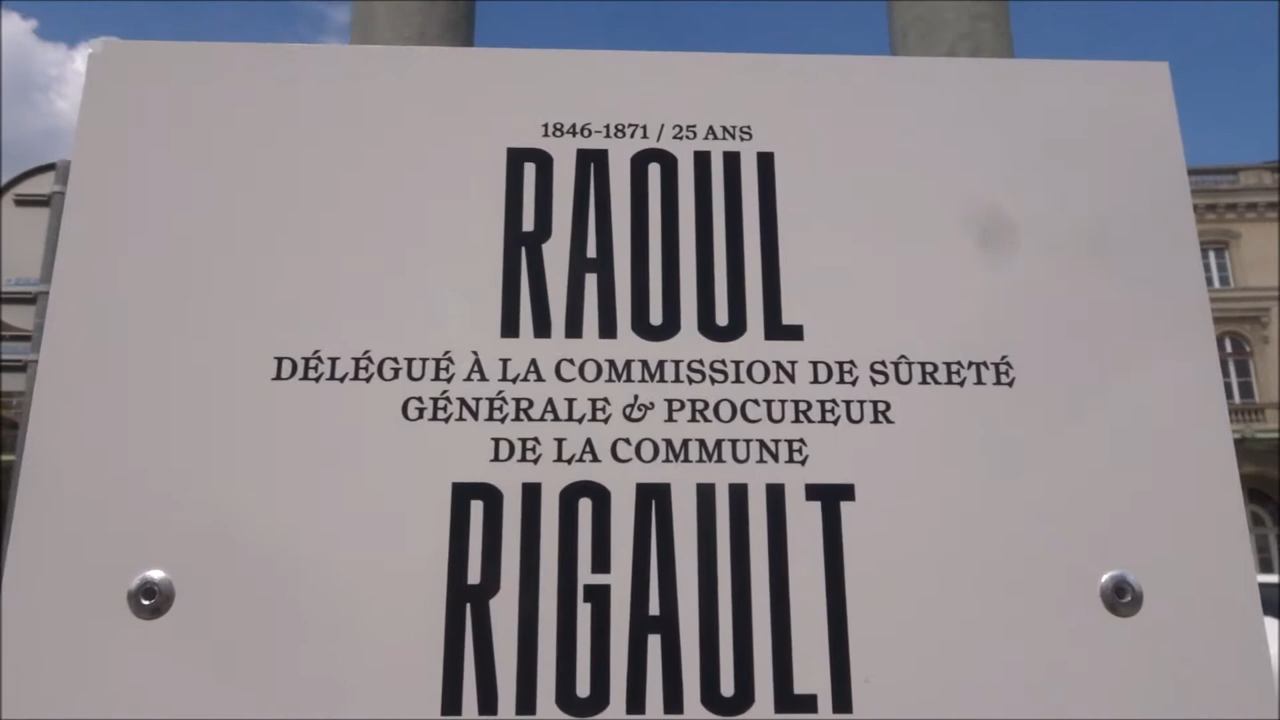 1846-1871 / 25 ANS
RAOUL
DÉLÉGUÉ À LA COMMISSION DE SÛRETÉ
GÉNÉRALE & PROCUREUR
DE LA COMMUNE
RIGAULT